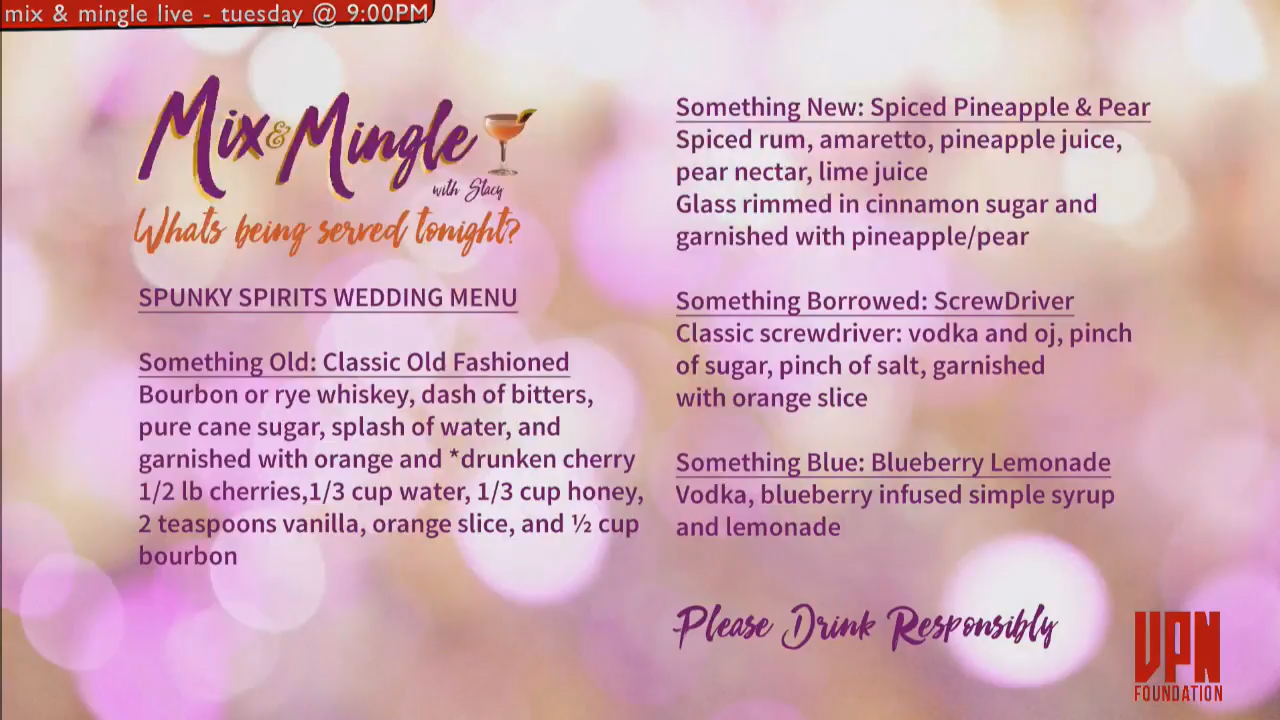 mix & mingle live - tuesday @ 9:00PM
Mix & Mingle
with Stacy
Whats being served tonight?
SPUNKY SPIRITS WEDDING MENU
Something Old: Classic Old Fashioned
Bourbon or rye whiskey, dash of bitters,
pure cane sugar, splash of water, and
garnished with orange and *drunken cherry
1/2 lb cherries,1/3 cup water, 1/3 cup honey,
2 teaspoons vanilla, orange slice, and ½ cup
bourbon
Something New: Spiced Pineapple & Pear
Spiced rum, amaretto, pineapple juice,
pear nectar, lime juice
Glass rimmed in cinnamon sugar and
garnished with pineapple/pear
Something Borrowed: ScrewDriver
Classic screwdriver: vodka and oj, pinch
of sugar, pinch of salt, garnished
with orange slice
Something Blue: Blueberry Lemonade
Vodka, blueberry infused simple syrup
and lemonade
Please Drink Responsibly
VPN
FOUNDATION